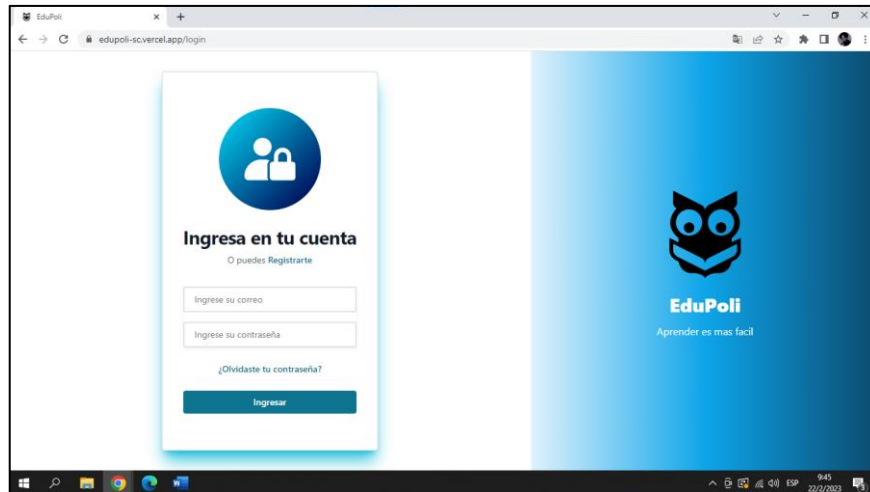 EduPoli
edupoli-sc.vercel.app/login
Ingresa en tu cuenta
O puedes Registrarte
Ingrese su correo
Ingrese su contraseña
¿Olvidaste tu contraseña?
Ingresar
EduPoli
Aprender es mas facil
ESP
9:45
22/2/2023
3